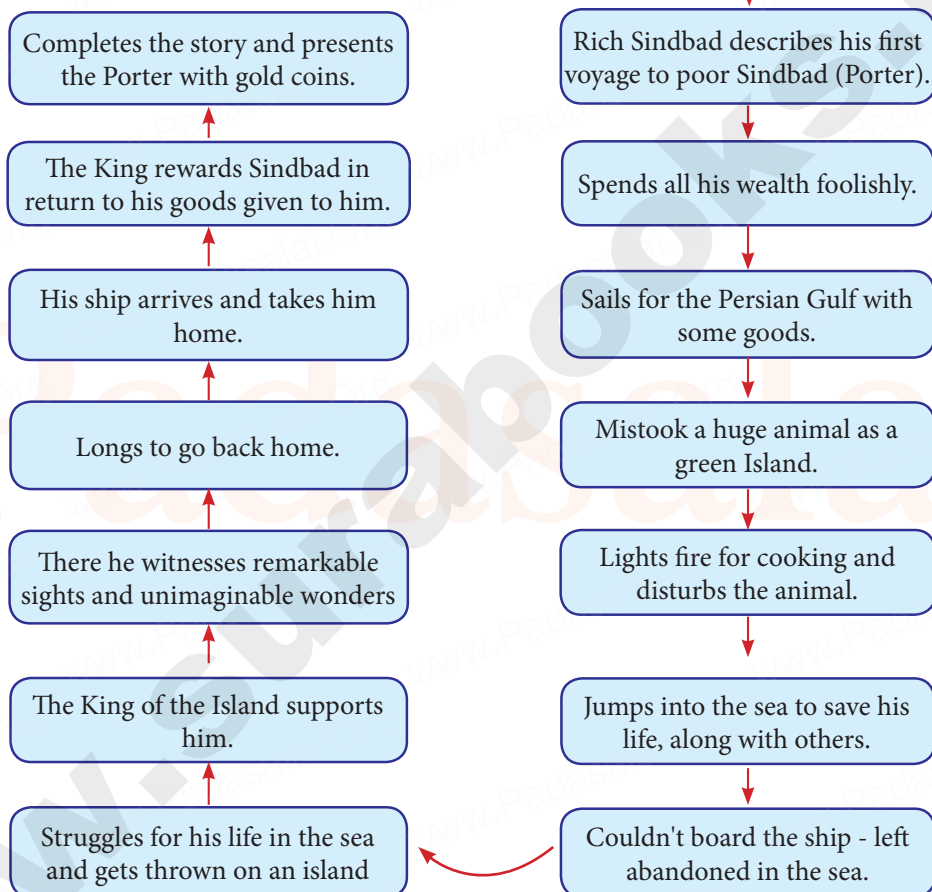 Rich Sindbad describes his first
voyage to poor Sindbad (Porter).
Spends all his wealth foolishly.
Sails for the Persian Gulf with
some goods.
Mistook a huge animal as a
green Island.
Lights fire for cooking and
disturbs the animal.
Jumps into the sea to save his
life, along with others.
Couldn't board the ship - left
abandoned in the sea.
Struggles for his life in the sea
and gets thrown on an island
The King of the Island supports
him.
There he witnesses remarkable
sights and unimaginable wonders
Longs to go back home.
His ship arrives and takes him
home.
The King rewards Sindbad in
return to his goods given to him.
Completes the story and presents
the Porter with gold coins.
w.surabooks.
Padasala